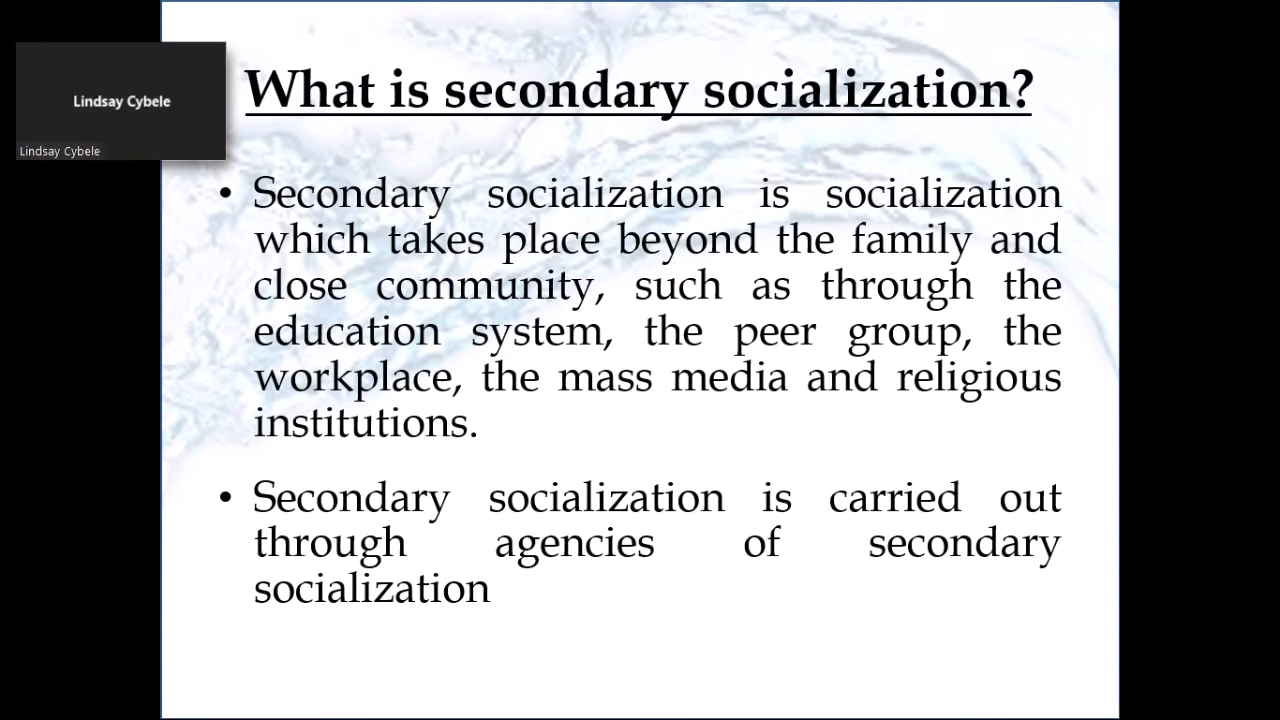 Lindsay Cybele
Lindsay Cybele
What is secondary socialization?
• Secondary socialization is socialization
which takes place beyond the family and
close community, such as through the
education system, the peer group, the
workplace, the mass media and religious
institutions.
• Secondary socialization is carried out
through agencies of secondary
socialization